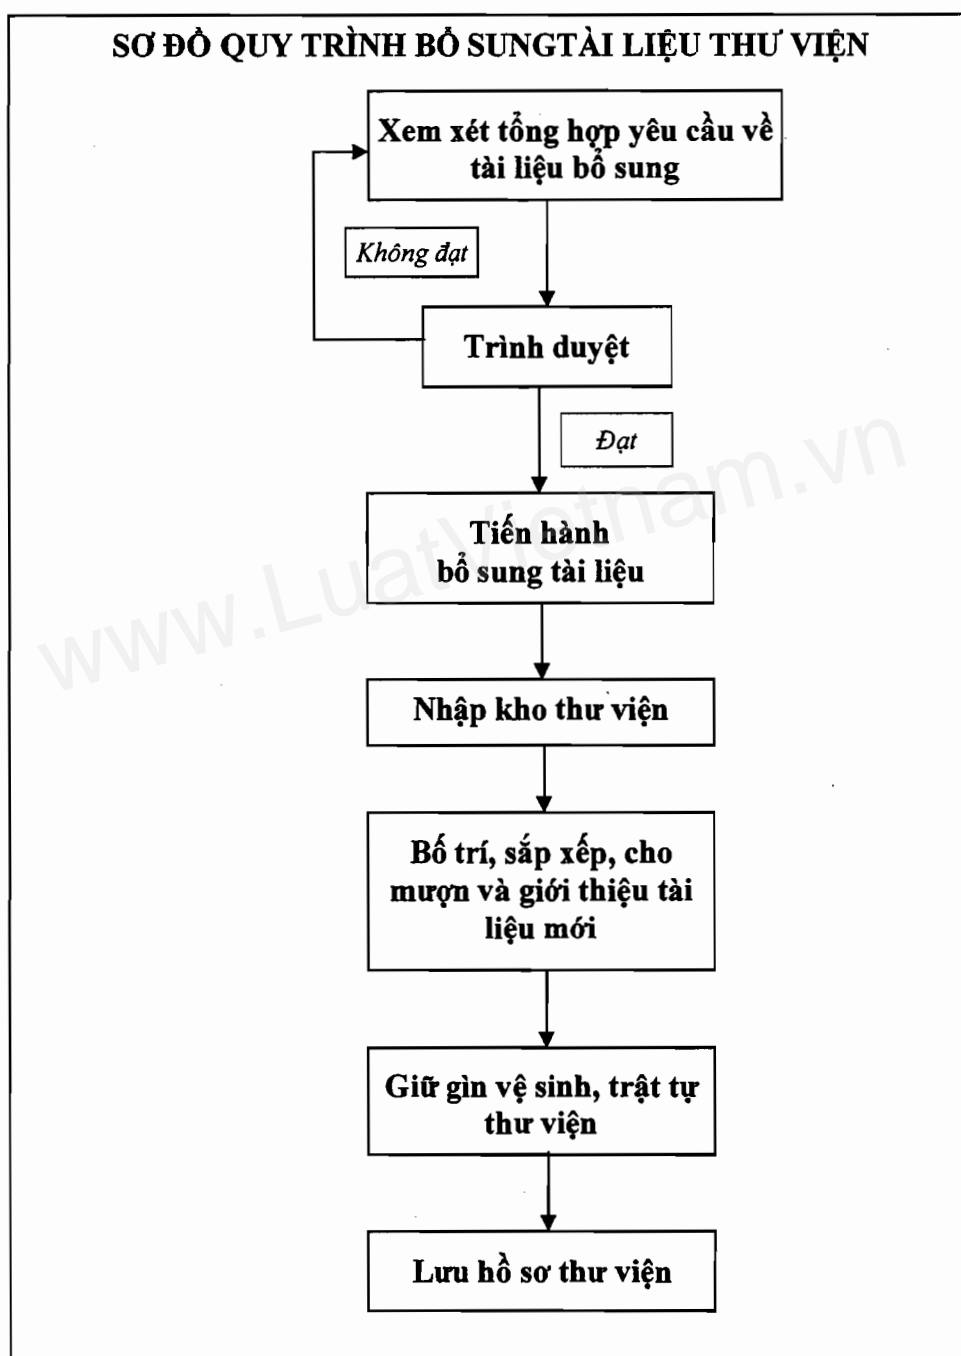 SƠ ĐỒ QUY TRÌNH BỔ SUNGTÀI LIỆU THƯ VIỆN
Xem xét tổng hợp yêu cầu về
tài liệu bổ sung
Không đạt
Trình duyệt
Đạt
Tiến hành
bổ sung tài liệu
Nhập kho thư viện
Bố trí, sắp xếp, cho
mượn và giới thiệu tài
liệu mới
Giữ gìn vệ sinh, trật tự
thư viện
Lưu hồ sơ thư viện
www.LuatVietnam.vn